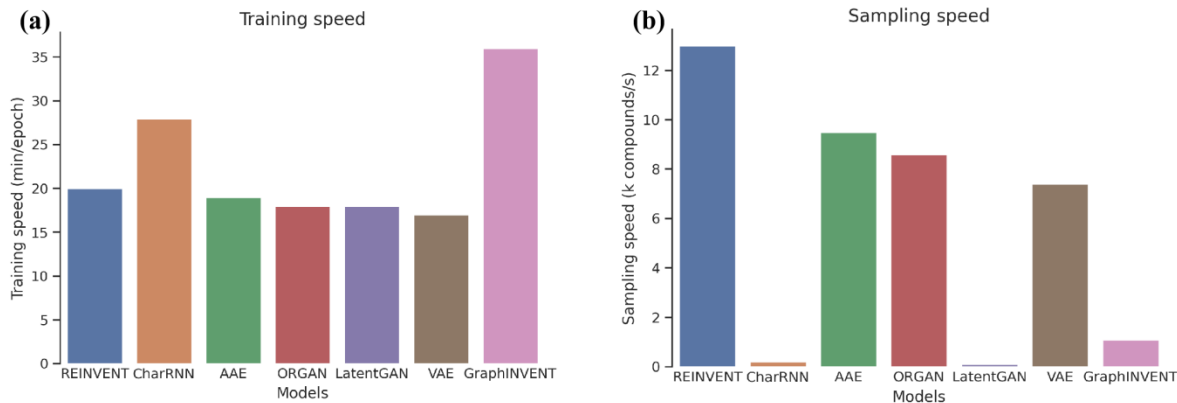 (a)
Training speed
Training speed (min/epoch)
35
30
25
20
15
10
5
0
REINVENT CharRNN AAE ORGAN LatentGAN VAE GraphINVENT
Models
(b)
Sampling speed
Sampling speed (k compounds/s)
12
10
8
6
4
2
0
REINVENT CharRNN AAE ORGAN LatentGAN VAE GraphINVENT
Models